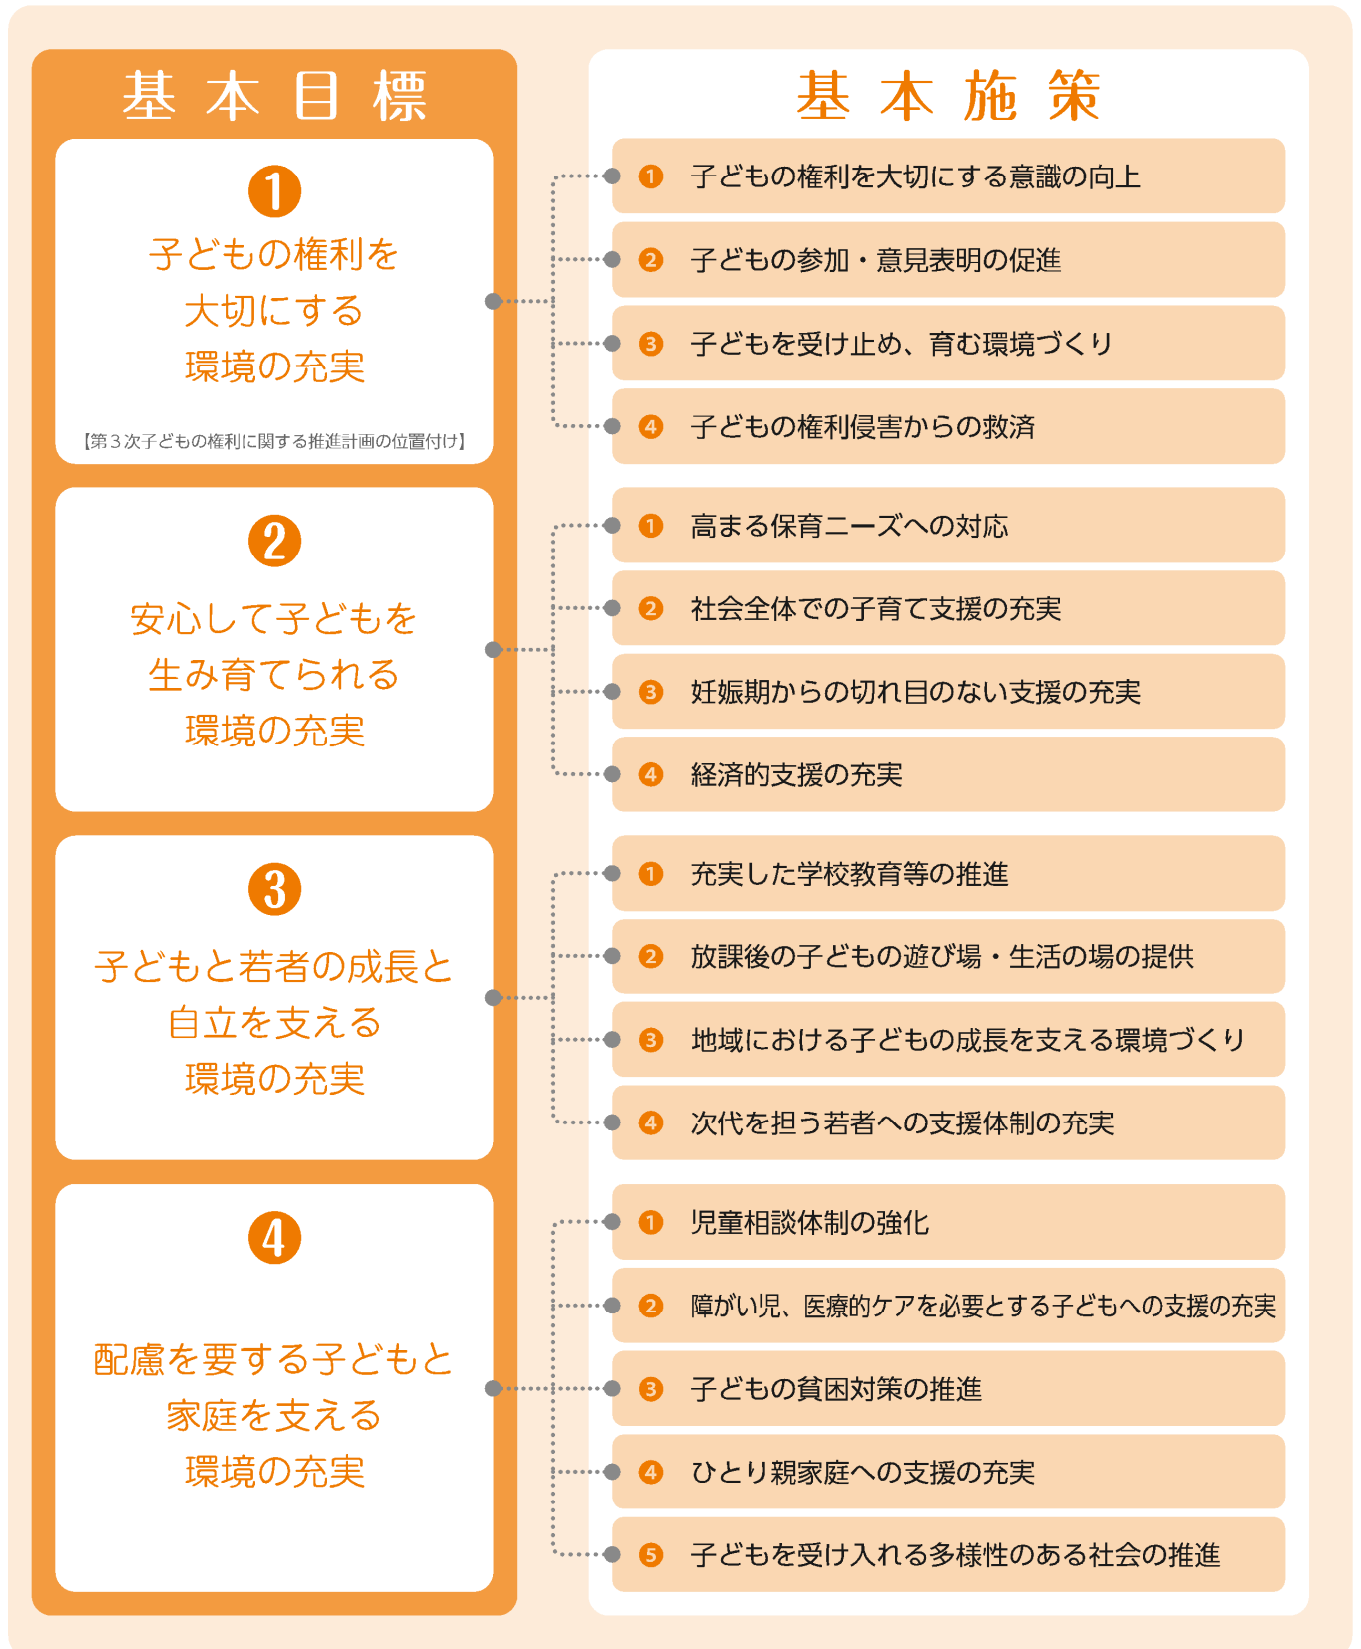 基本目標
1
子どもの権利を
大切にする
環境の充実
【第３次子どもの権利に関する推進計画の位置付け】
2
安心して子どもを
生み育てられる
環境の充実
3
子どもと若者の成長と
自立を支える
環境の充実
4
配慮を要する子どもと
家庭を支える
環境の充実
基本施策
1 子どもの権利を大切にする意識の向上
2 子どもの参加・意見表明の促進
3 子どもを受け止め、育む環境づくり
4 子どもの権利侵害からの救済
1 高まる保育ニーズへの対応
2 社会全体での子育て支援の充実
3 妊娠期からの切れ目のない支援の充実
4 経済的支援の充実
1 充実した学校教育等の推進
2 放課後の子どもの遊び場・生活の場の提供
3 地域における子どもの成長を支える環境づくり
4 次代を担う若者への支援体制の充実
1 児童相談体制の強化
2 障がい児、医療的ケアを必要とする子どもへの支援の充実
3 子どもの貧困対策の推進
4 ひとり親家庭への支援の充実
5 子どもを受け入れる多様性のある社会の推進